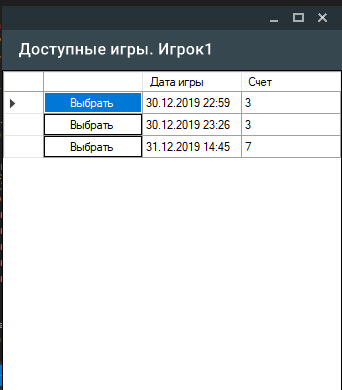 Доступные игры. Игрок1
Дата игры Счет
Выбрать 30.12.2019 22:59 3
Выбрать 30.12.2019 23:26 3
Выбрать 31.12.2019 14:45 7